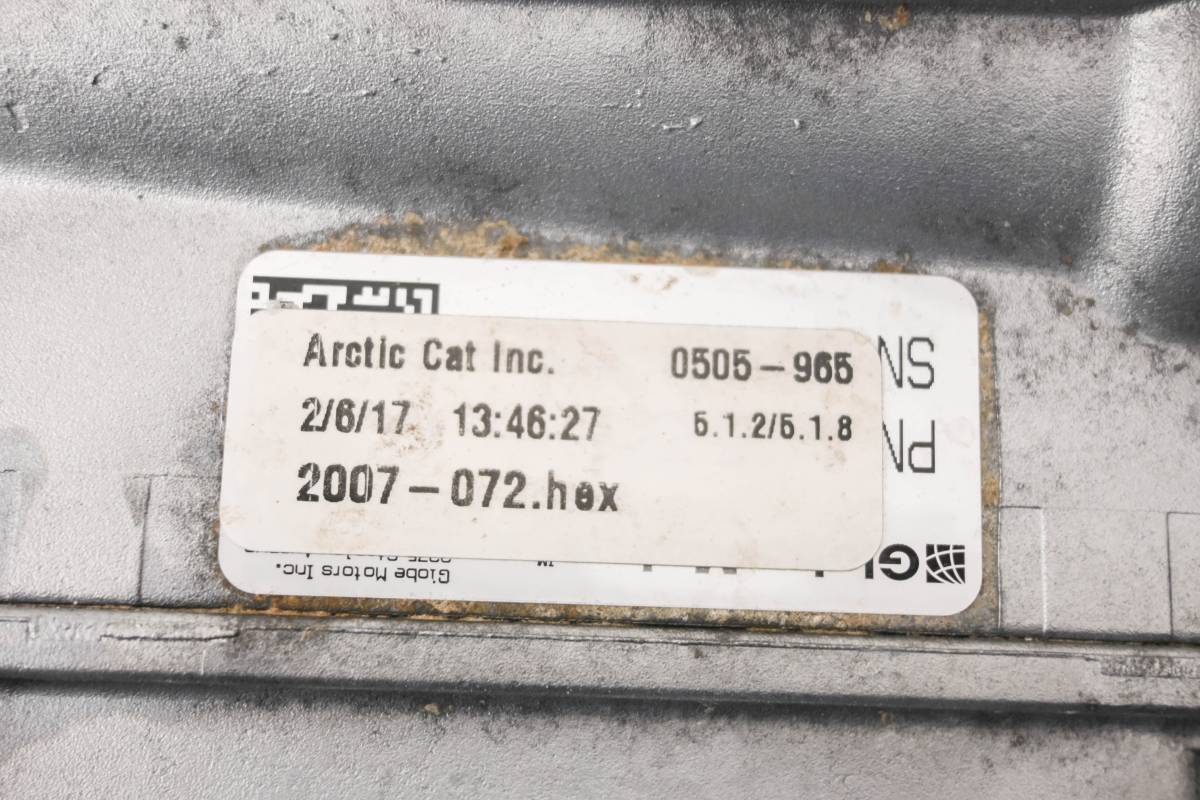 Arctic Cat Inc. 0505-965
2/6/17 13:46:27 5.1.2/5.1.8
2007-072.hex
SN
PN
Globe Motors Inc.